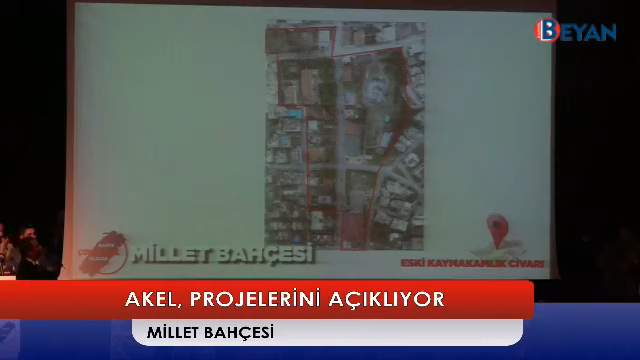 BEYAN
MİLLET BAHÇESİ
ESKİ KAYMAKAMLIK CİVARI
AKEL, PROJELERİNİ AÇIKLIYOR
MİLLET BAHÇESİ